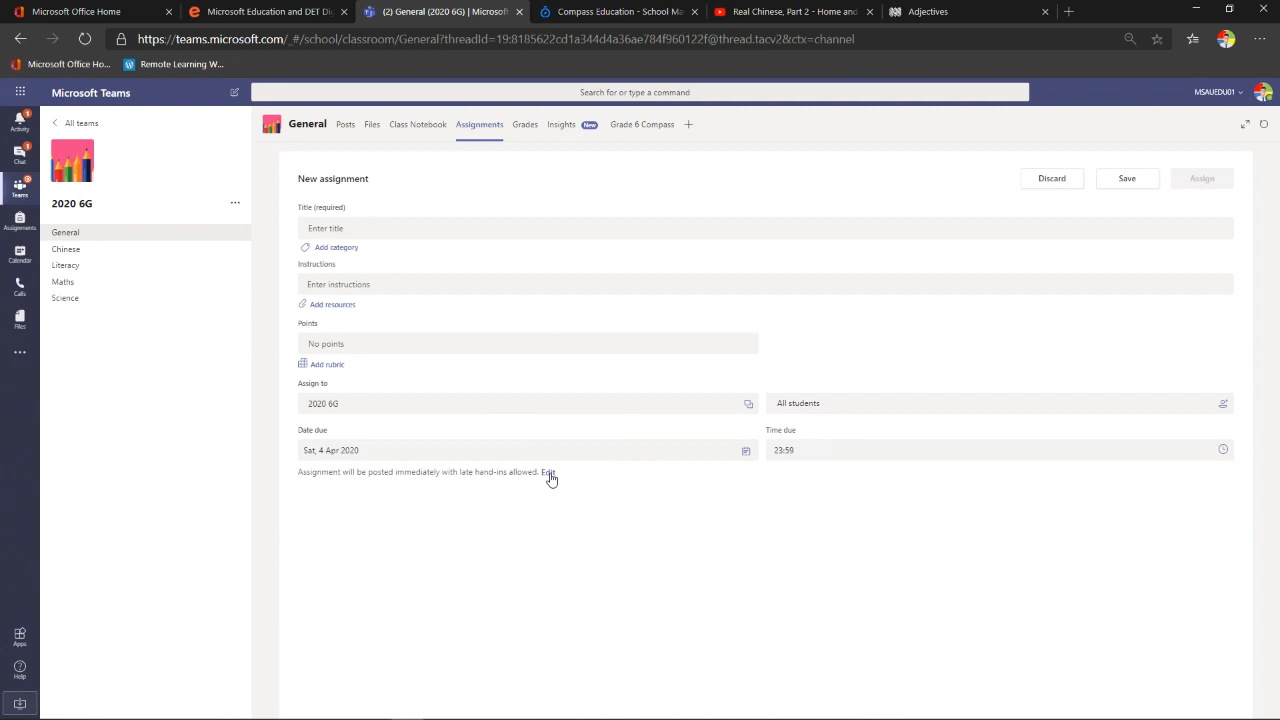 Microsoft Office Home
Microsoft Education and DET Di
(2) General (2020 6G) | Microsof
Compass Education - School Ma
Real Chinese, Part 2 - Home and
Adjectives
https://teams.microsoft.com/_#/school/classroom/General?threadId=19:8185622cd1a344d4a36ae784f960122f@thread.tacv2&ctx=channel
Microsoft Office Ho...
Remote Learning W...
Microsoft Teams
Search for or type a command
MSAUEDU01
Activity
Chat
Teams
Assignments
Calendar
Calls
Files
Apps
Help
All teams
2020 6G
General
Chinese
Literacy
Maths
Science
General Posts Files Class Notebook Assignments Grades Insights New Grade 6 Compass
New assignment
Discard
Save
Assign
Title (required)
Enter title
Add category
Instructions
Enter instructions
Add resources
Points
No points
Add rubric
Assign to
2020 6G
All students
Date due
Time due
Sat, 4 Apr 2020
23:59
Assignment will be posted immediately with late hand-ins allowed. Edit